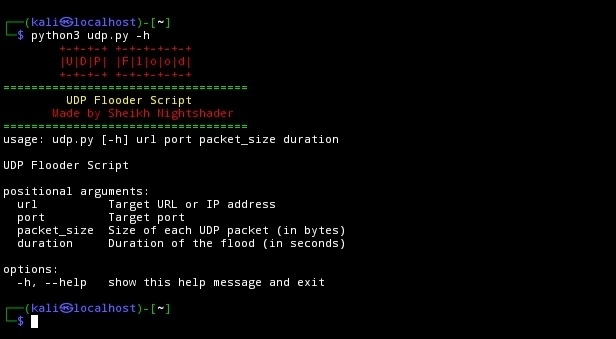 ┌──(kali㉿localhost)-[~]
└─$ python3 udp.py -h
+-+-+-+ +-+-+-+-+-+
|U|D|P| |F|l|o|o|d|
+-+-+-+ +-+-+-+-+-+
==================================
UDP Flooder Script
Made by Sheikh Nightshader
==================================
usage: udp.py [-h] url port packet_size duration
UDP Flooder Script
positional arguments:
url Target URL or IP address
port Target port
packet_size Size of each UDP packet (in bytes)
duration Duration of the flood (in seconds)
options:
-h, --help show this help message and exit
┌──(kali㉿localhost)-[~]
└─$